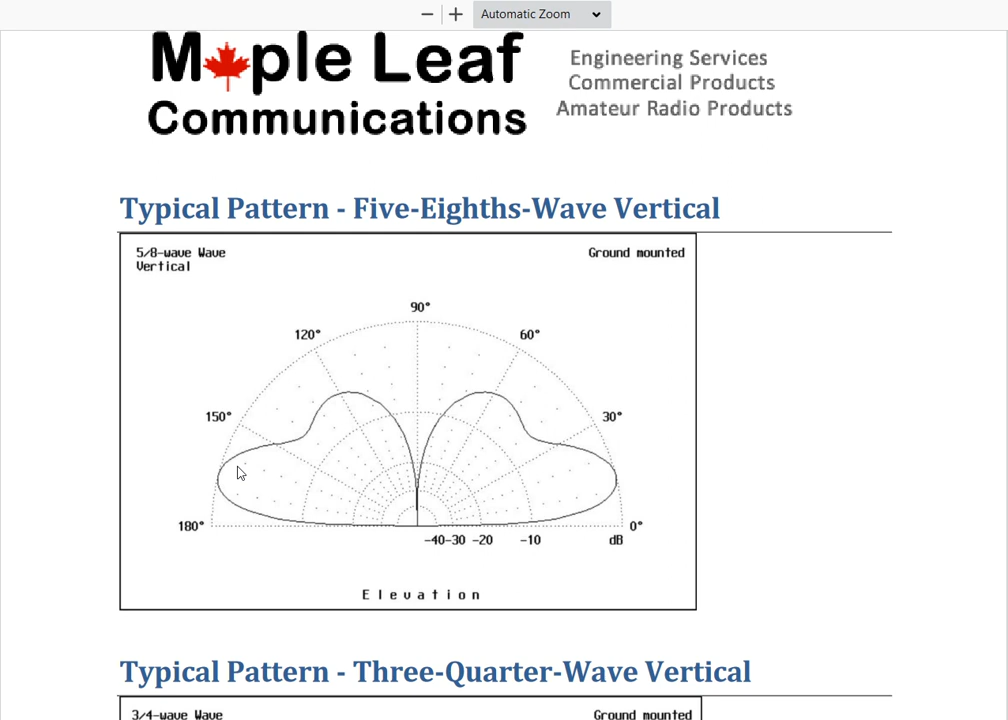 Automatic Zoom
Maple Leaf
Communications
Engineering Services
Commercial Products
Amateur Radio Products
Typical Pattern - Five-Eighths-Wave Vertical
5/8-wave Wave
Vertical
Ground mounted
90°
120°
60°
150°
30°
180°
0°
-40-30 -20 -10 dB
Elevation
Typical Pattern - Three-Quarter-Wave Vertical
3/4-wave Wave
Ground mounted